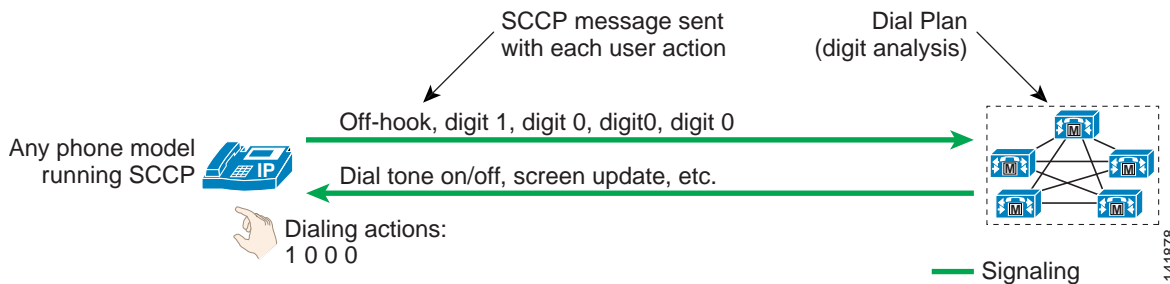 SCCP message sent
with each user action
Dial Plan
(digit analysis)
Off-hook, digit 1, digit 0, digit0, digit 0
Any phone model
running SCCP
IP
Dial tone on/off, screen update, etc.
M
M
M
M
M
Dialing actions:
1 0 0 0
Signaling
141878